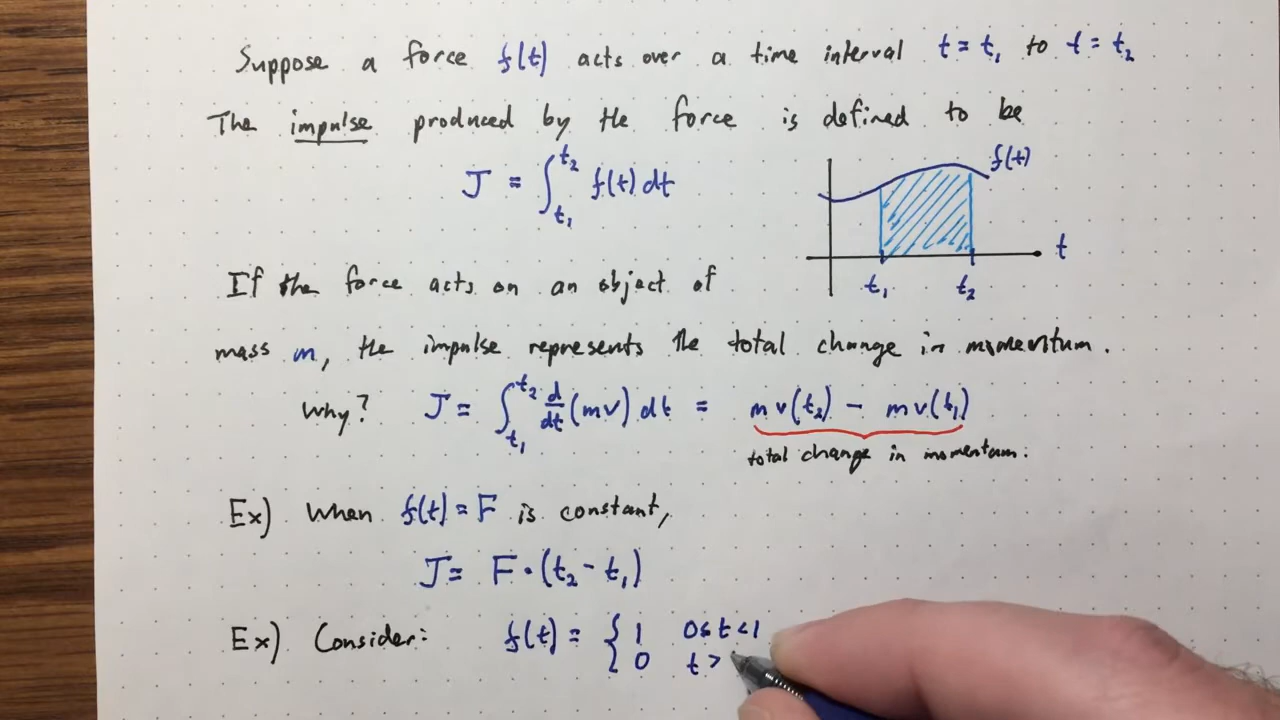 Suppose a force f(t) acts over a time interval t = t₁ to t = t₂
The impulse produced by the force is defined to be
J = ∫_{t₁}^{t₂} f(t) dt
f(t)
t
t₁ t₂
If the force acts on an object of
mass m, the impulse represents the total change in momentum.
Why? J = ∫_{t₁}^{t₂} d/dt (mv) dt = mv(t₂) − mv(t₁)
total change in momentum.
Ex) When f(t) = F is constant,
J = F·(t₂ − t₁)
Ex) Consider: f(t) = { 1 0 ≤ t < 1
0 t >